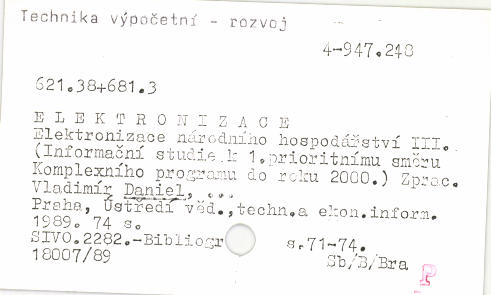 Technika výpočetní - rozvoj
4-947.248
621.38+681.3
E L E K T R O N I Z A C E
Elektronizace národního hospodářství III.
(Informační studie k 1.prioritnímu směru
Komplexního programu do roku 2000.) Zprac.
Vladimír Daniel, ...
Praha, Ústředí věd.,techn.a ekon.inform.
1989. 74 s.
SIVO.2282.-Bibliogr s.71-74.
18007/89 Sb/B/Bra
P